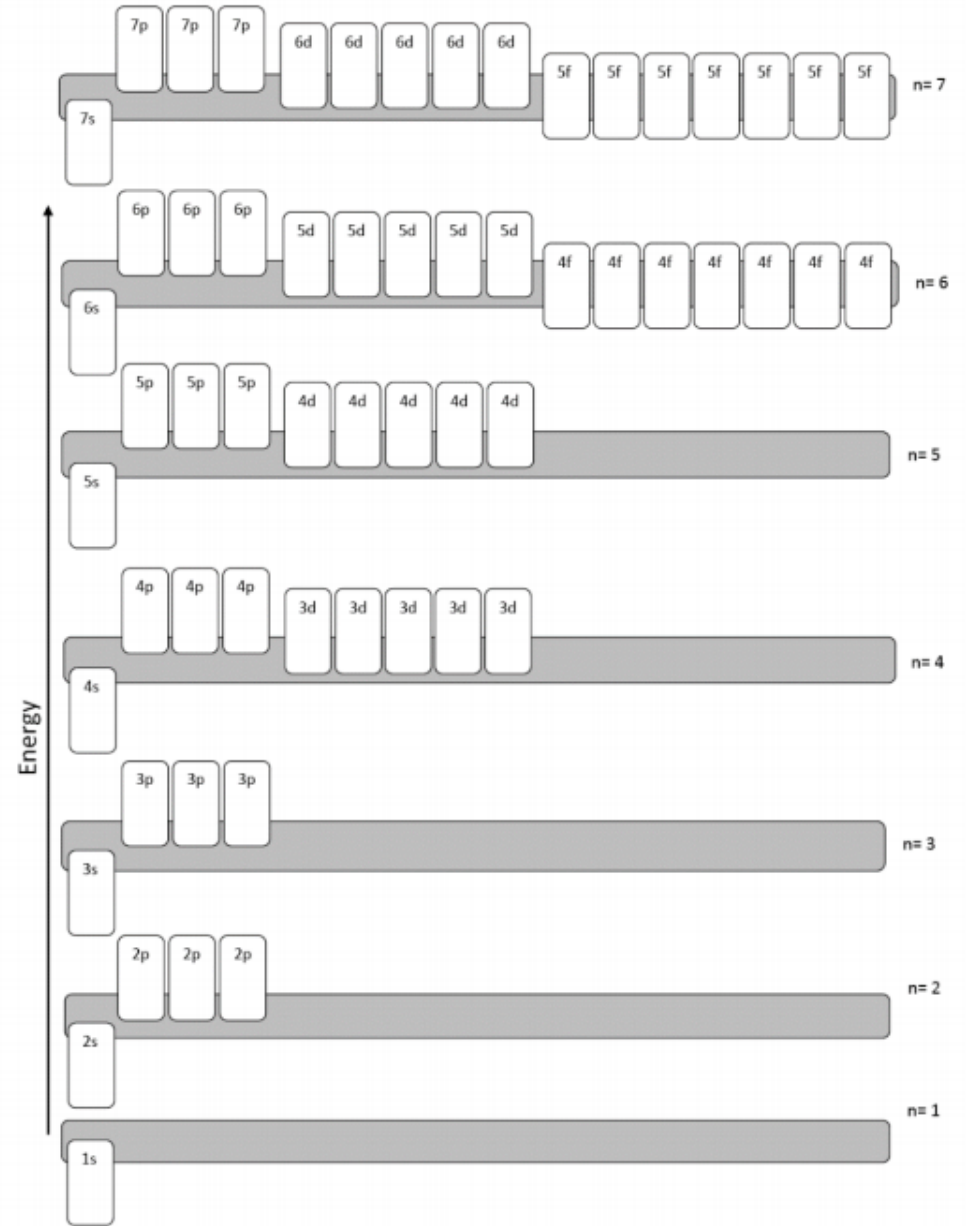 7p 7p 7p
6d 6d 6d 6d 6d
5f 5f 5f 5f 5f 5f 5f
n= 7
7s
6p 6p 6p
5d 5d 5d 5d 5d
4f 4f 4f 4f 4f 4f 4f
n= 6
6s
5p 5p 5p
4d 4d 4d 4d 4d
n= 5
5s
4p 4p 4p
3d 3d 3d 3d 3d
n= 4
4s
Energy
3p 3p 3p
n= 3
3s
2p 2p 2p
n= 2
2s
n= 1
1s